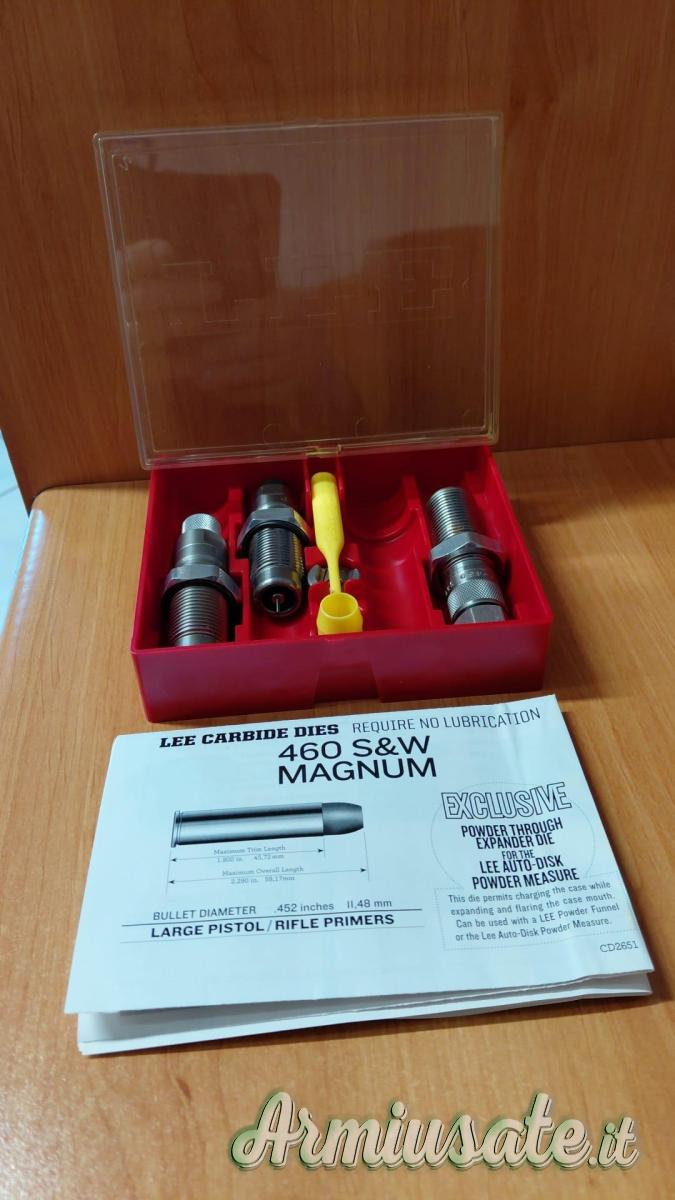 LEE
LEE CARBIDE DIES REQUIRE NO LUBRICATION
460 S&W
MAGNUM
EXCLUSIVE
POWDER THROUGH
EXPANDER DIE
FOR THE
LEE AUTO-DISK
POWDER MEASURE
This die permits charging the case while
expanding and flaring the case mouth.
Can be used with a LEE Powder Funnel
or the Lee Auto-Disk Powder Measure.
CD2651
Maximum Trim Length
1.800 in. 45,72mm
Maximum Overall Length
2.290 in. 58,17mm
BULLET DIAMETER .452 inches 11,48 mm
LARGE PISTOL/RIFLE PRIMERS
Armiusate.it